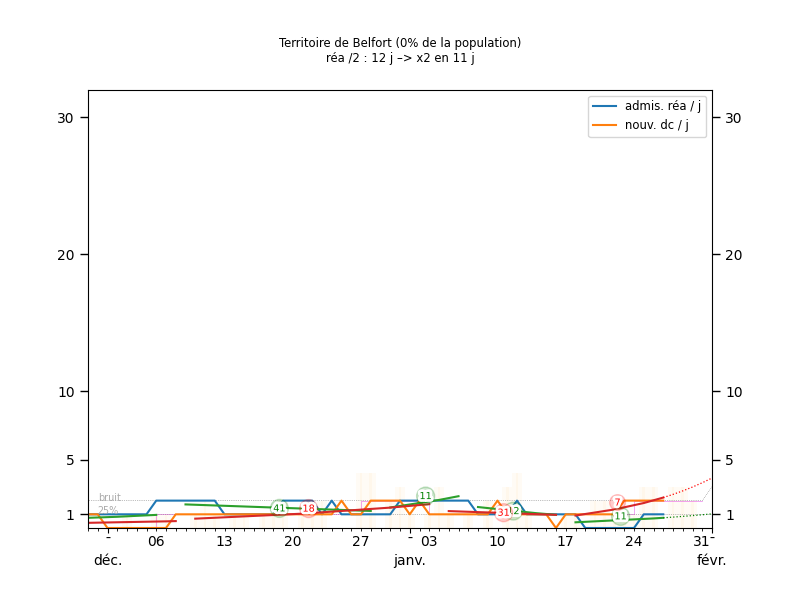 Territoire de Belfort (0% de la population)
réa /2 : 12 j –> x2 en 11 j
admis. réa / j
nouv. dc / j
30 30
20 20
10 10
5 5
bruit
25%
1 1
41 18 11 31 12 7 11
- 06 13 20 27 - 03 10 17 24 31 -
déc. janv. févr.